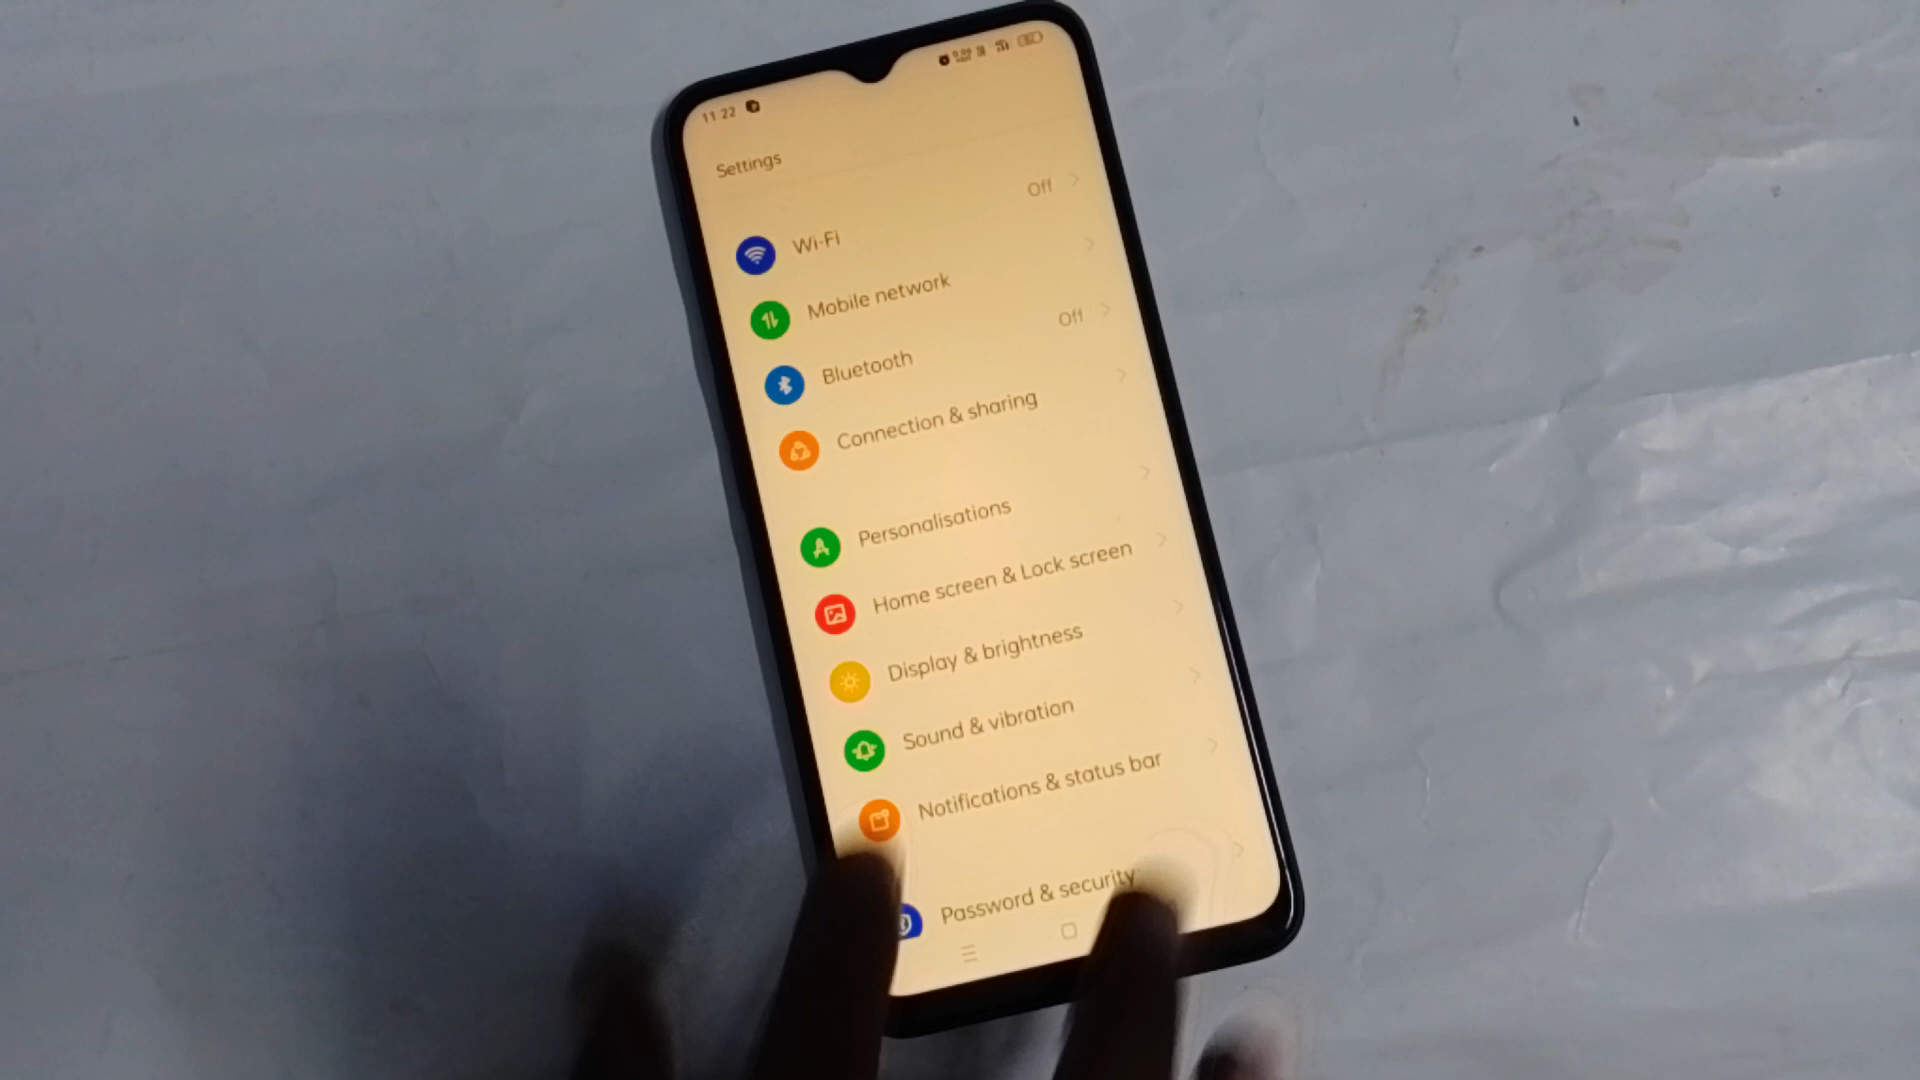 11:22
Settings
Wi-Fi Off
Mobile network
Bluetooth Off
Connection & sharing
Personalisations
Home screen & Lock screen
Display & brightness
Sound & vibration
Notifications & status bar
Password & security